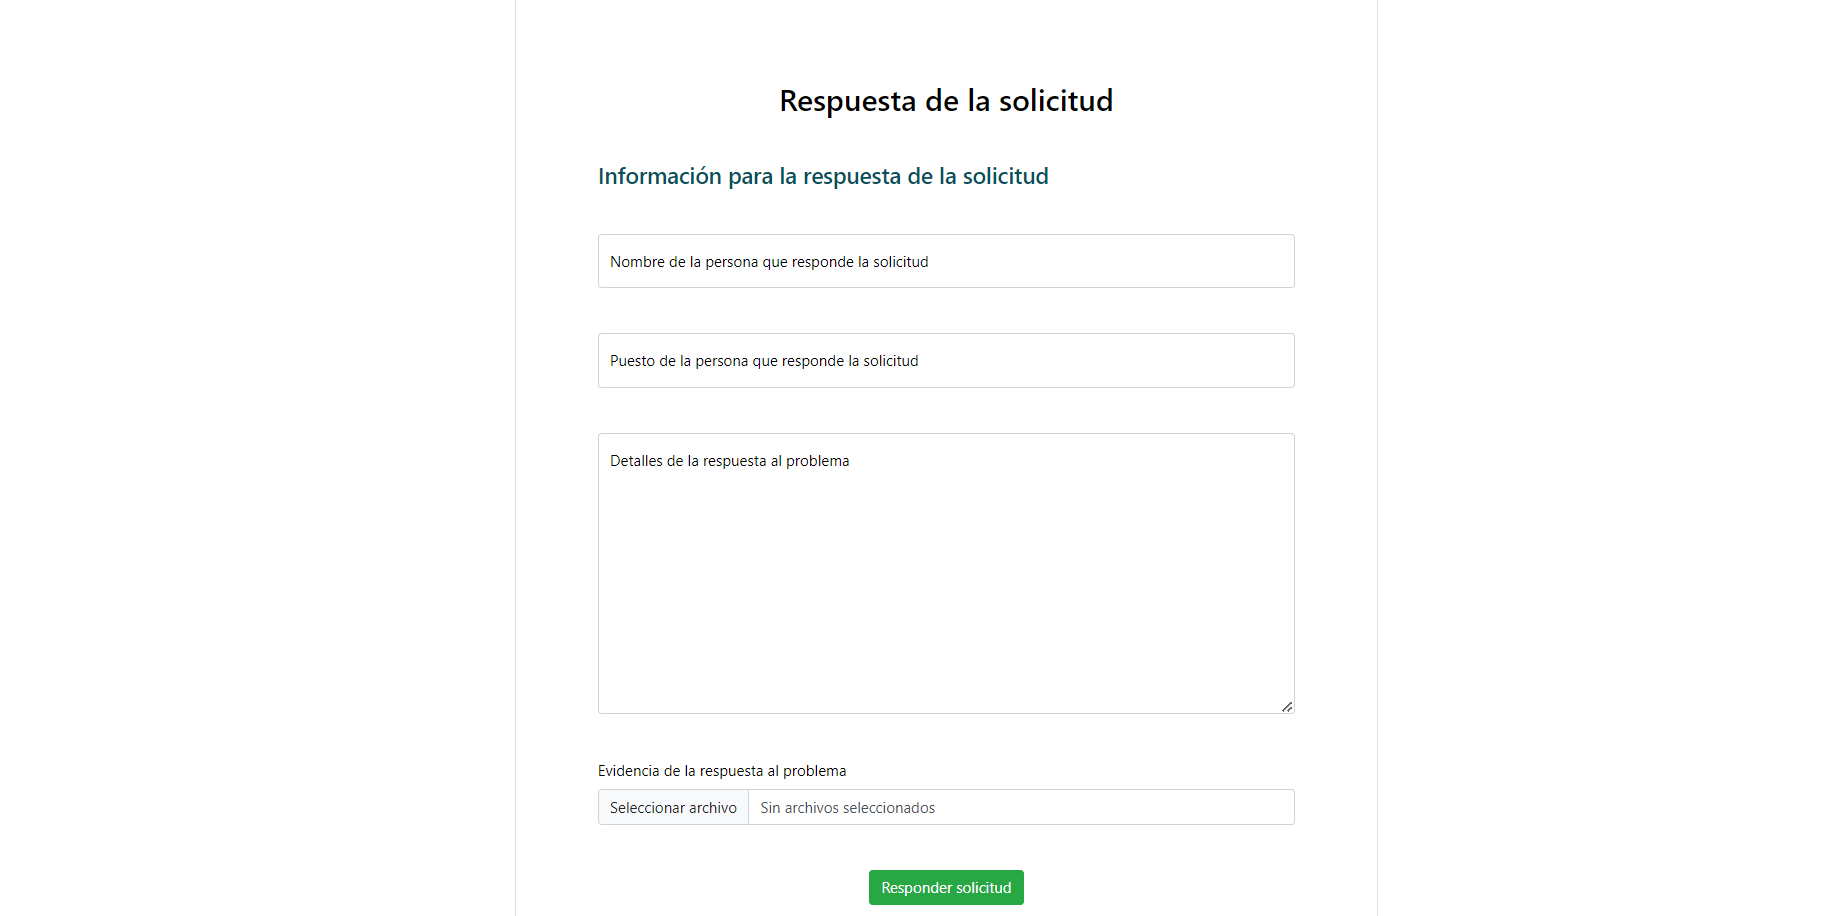 Respuesta de la solicitud
Información para la respuesta de la solicitud
Nombre de la persona que responde la solicitud
Puesto de la persona que responde la solicitud
Detalles de la respuesta al problema
Evidencia de la respuesta al problema
Seleccionar archivo Sin archivos seleccionados
Responder solicitud